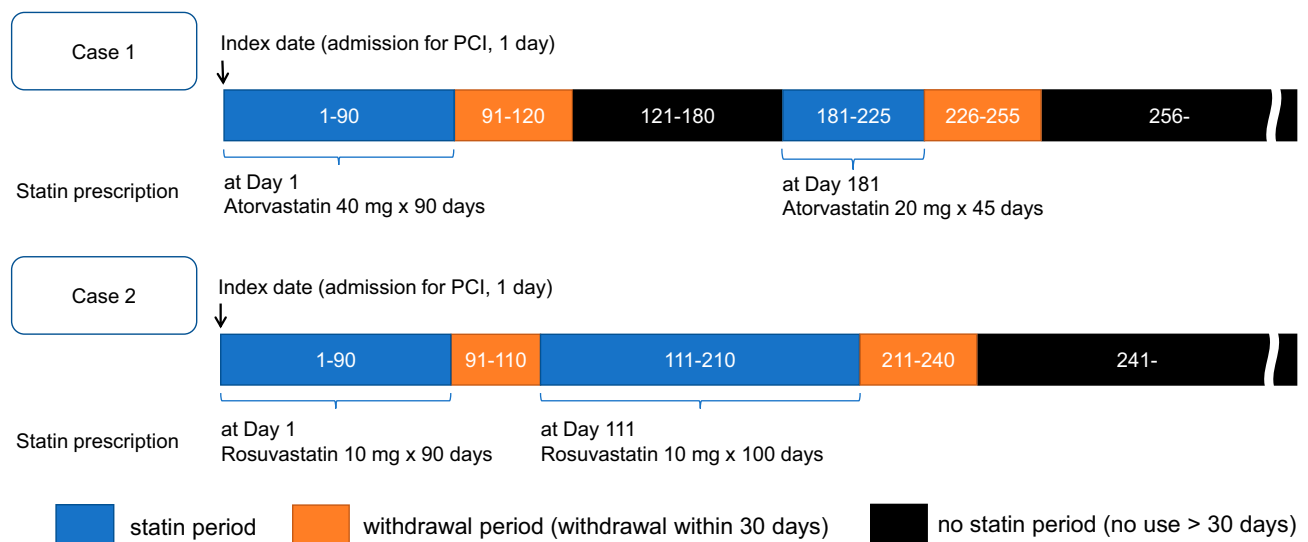 Case 1
Index date (admission for PCI, 1 day)
1-90 91-120 121-180 181-225 226-255 256-
Statin prescription
at Day 1
Atorvastatin 40 mg x 90 days
at Day 181
Atorvastatin 20 mg x 45 days
Case 2
Index date (admission for PCI, 1 day)
1-90 91-110 111-210 211-240 241-
Statin prescription
at Day 1
Rosuvastatin 10 mg x 90 days
at Day 111
Rosuvastatin 10 mg x 100 days
statin period
withdrawal period (withdrawal within 30 days)
no statin period (no use > 30 days)